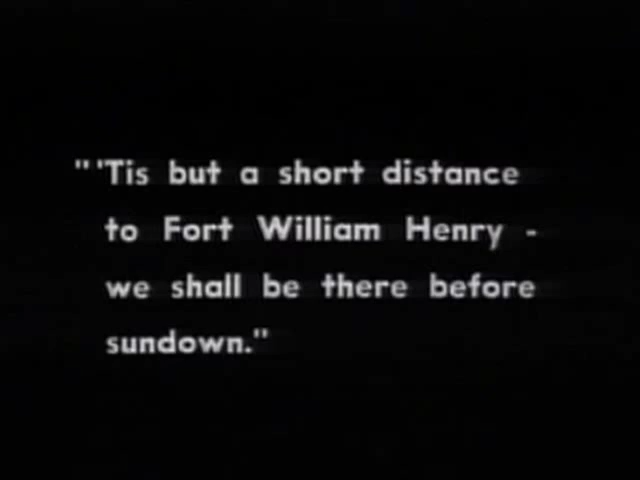 "'Tis but a short distance
to Fort William Henry -
we shall be there before
sundown."